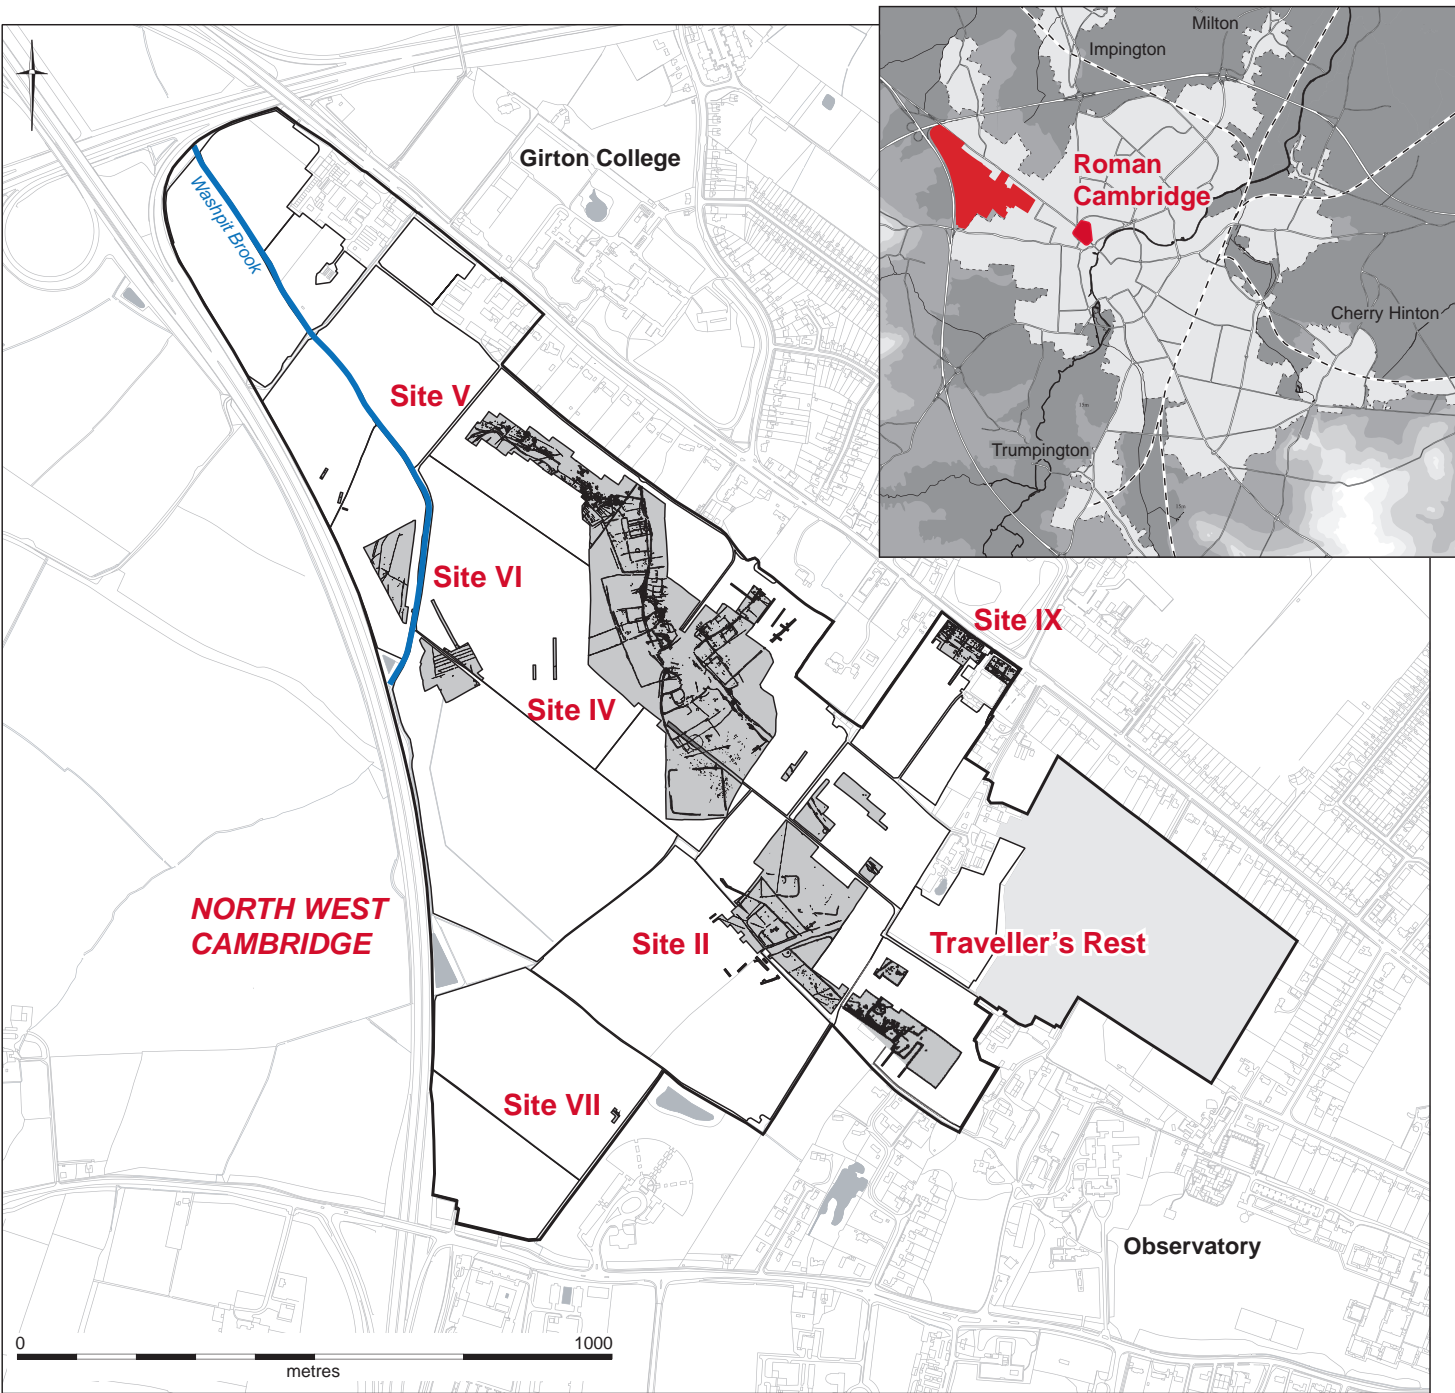 Milton
Impington
Roman
Cambridge
Cherry Hinton
Trumpington
Girton College
Washpit Brook
Site V
Site VI
Site IX
Site IV
NORTH WEST
CAMBRIDGE
Site II
Traveller’s Rest
Site VII
Observatory
0
1000
metres